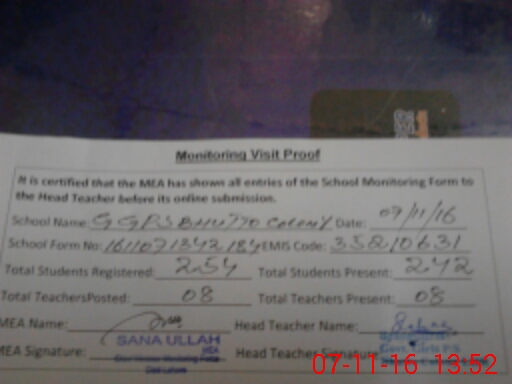 Monitoring Visit Proof
It is certified that the MEA has shown all entries of the School Monitoring Form to
the Head Teacher before its online submission.
School Name: GGPS BHUTTO COLONY Date: 07/11/16
School Form No: 161107134218 EMIS Code: 35210631
Total Students Registered: 254 Total Students Present: 242
Total TeachersPosted: 08 Total Teachers Present: 08
MEA Name: Head Teacher Name:
SANA ULLAH
MEA
MEA Signature: Head Teacher Signature
07-11-16 13:52